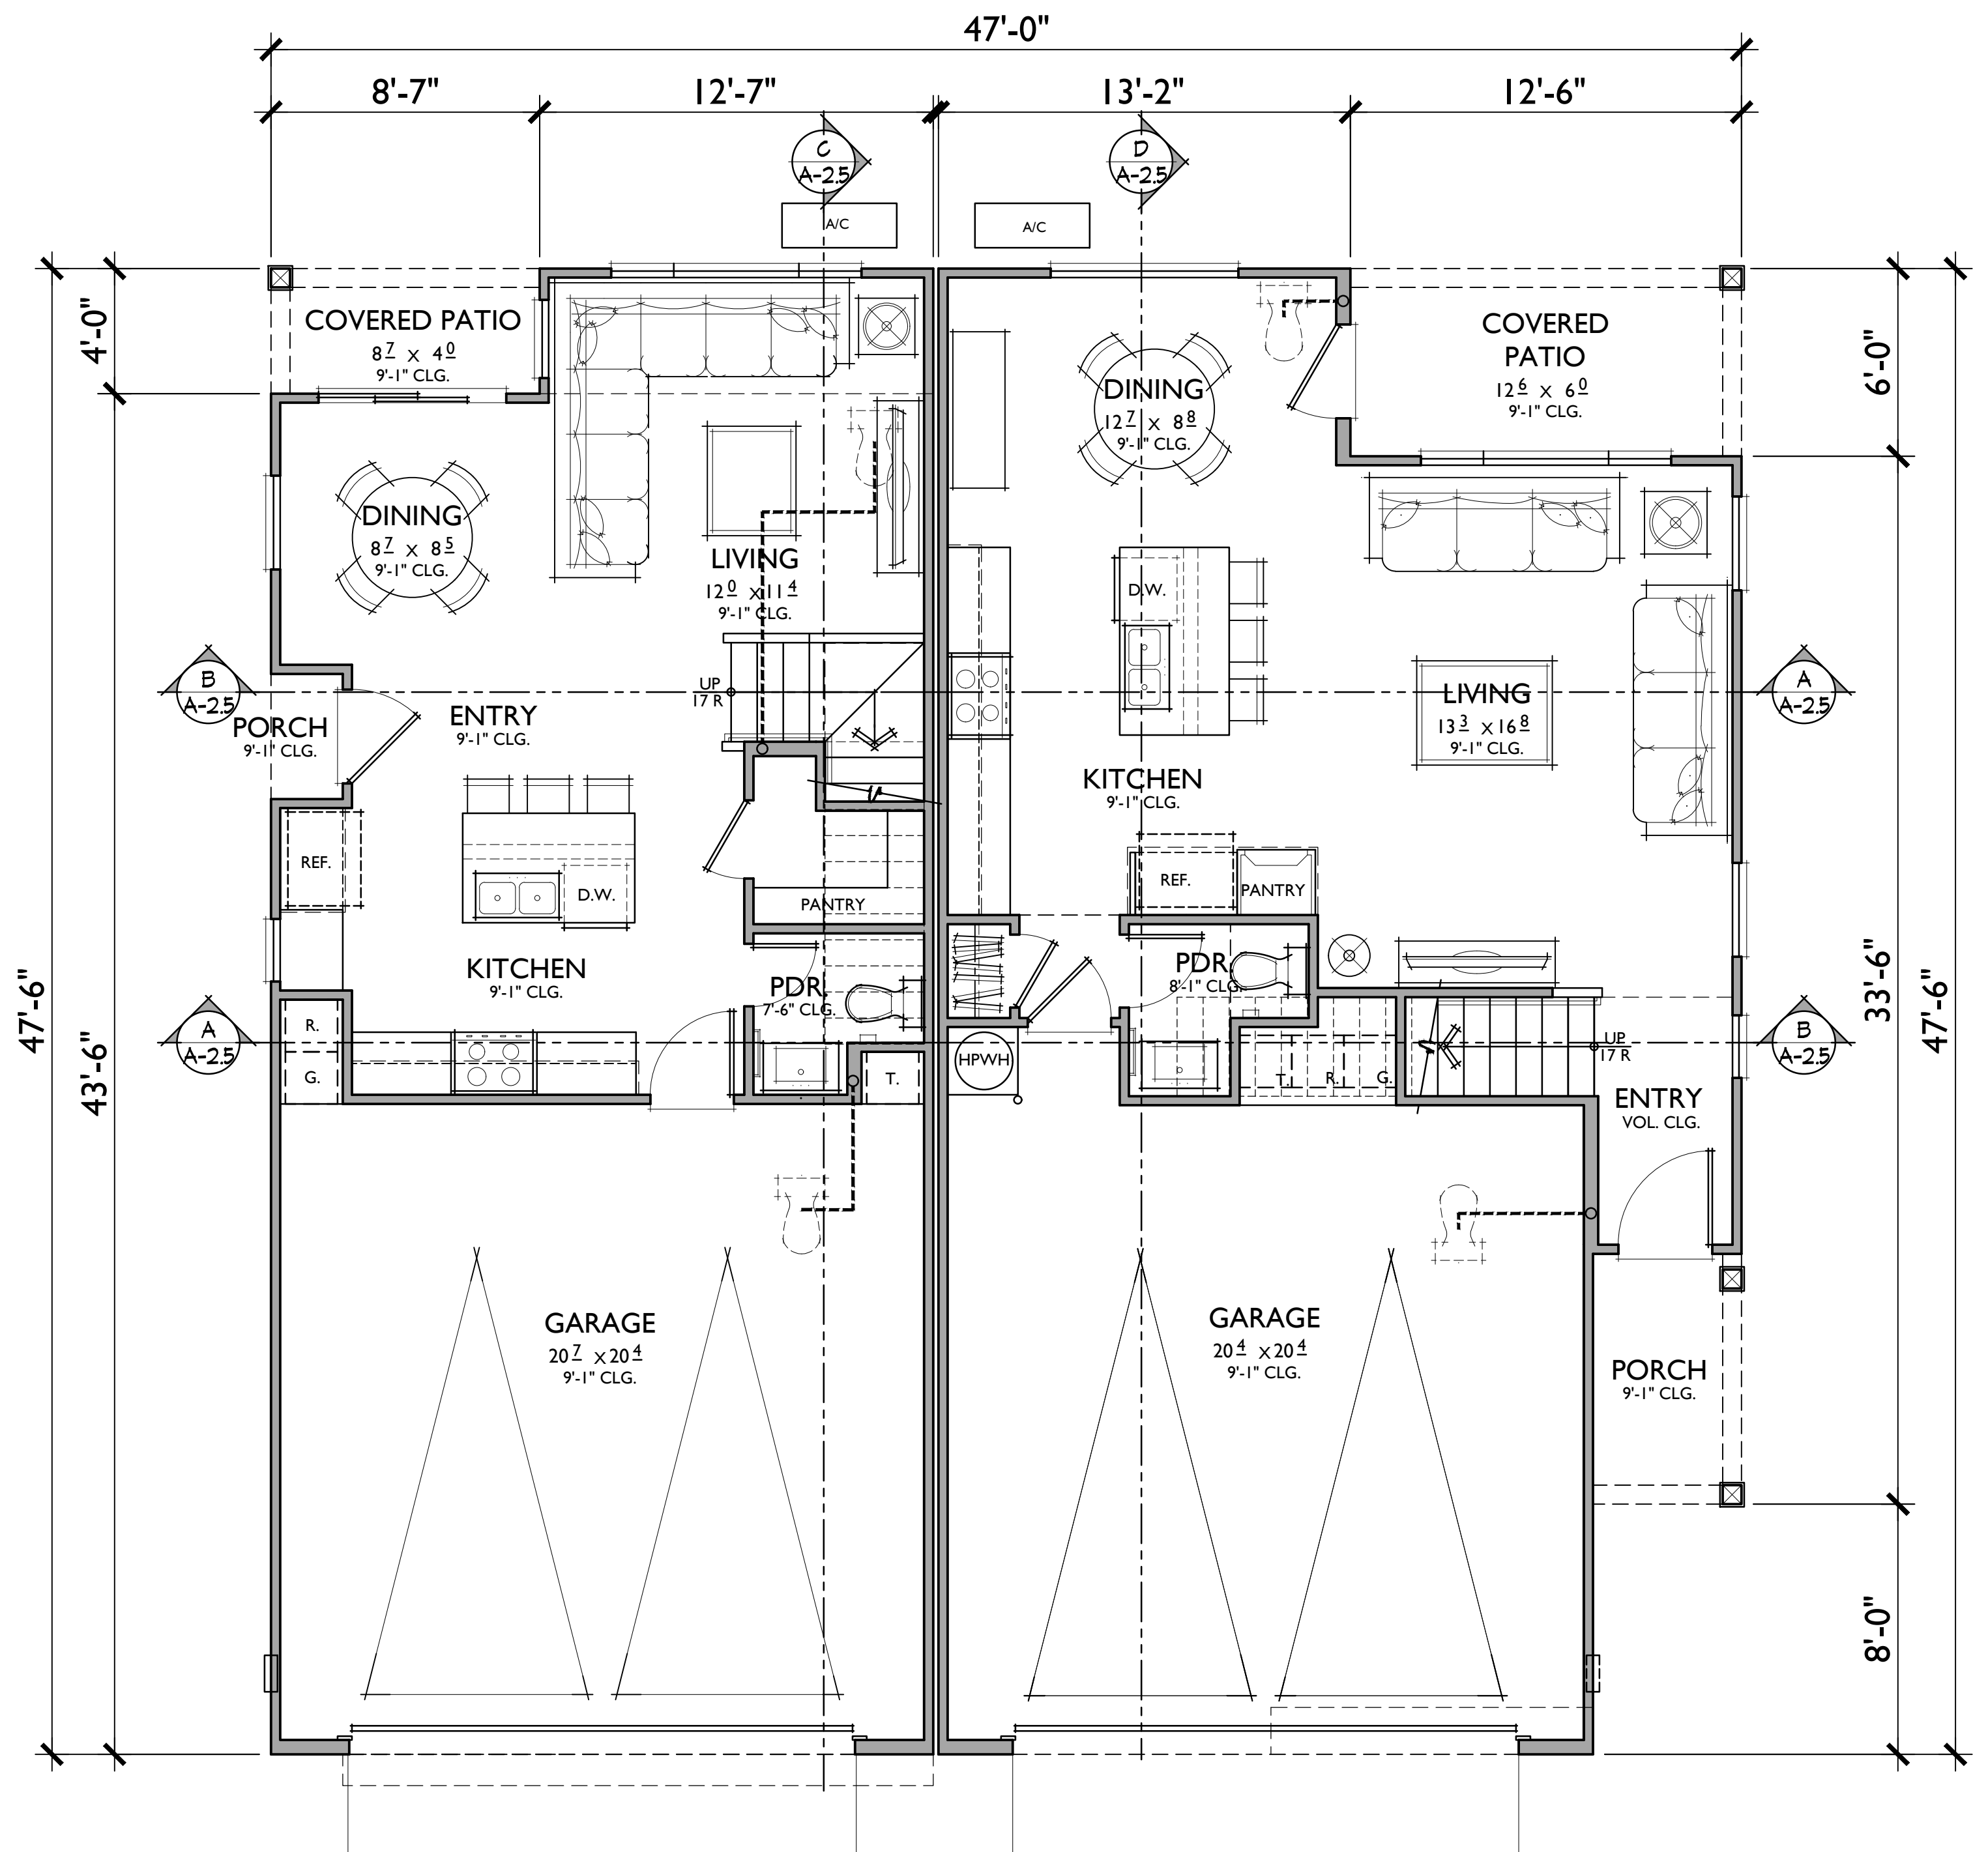 47'-0"
8'-7"
12'-7"
13'-2"
12'-6"
C
A-2.5
D
A-2.5
A/C
A/C
COVERED PATIO
8 7 X 4 0
9'-1" CLG.
COVERED
PATIO
12 6 X 6 0
9'-1" CLG.
4'-0"
6'-0"
DINING
12 7 X 8 8
9'-1" CLG.
DINING
8 7 X 8 5
9'-1" CLG.
LIVING
12 0 X 11 4
9'-1" CLG.
D.W.
B
A-2.5
UP
17 R
A
A-2.5
LIVING
13 3 X 16 8
9'-1" CLG.
PORCH
9'-1" CLG.
ENTRY
9'-1" CLG.
KITCHEN
9'-1" CLG.
REF.
D.W.
PANTRY
REF.
PANTRY
KITCHEN
9'-1" CLG.
PDR.
7'-6" CLG.
PDR.
8'-1" CLG.
47'-6"
43'-6"
33'-6"
47'-6"
R.
G.
A
A-2.5
T.
HPWH
T.
R.
G.
UP
17 R
B
A-2.5
ENTRY
VOL. CLG.
GARAGE
20 7 X 20 4
9'-1" CLG.
GARAGE
20 4 X 20 4
9'-1" CLG.
PORCH
9'-1" CLG.
8'-0"